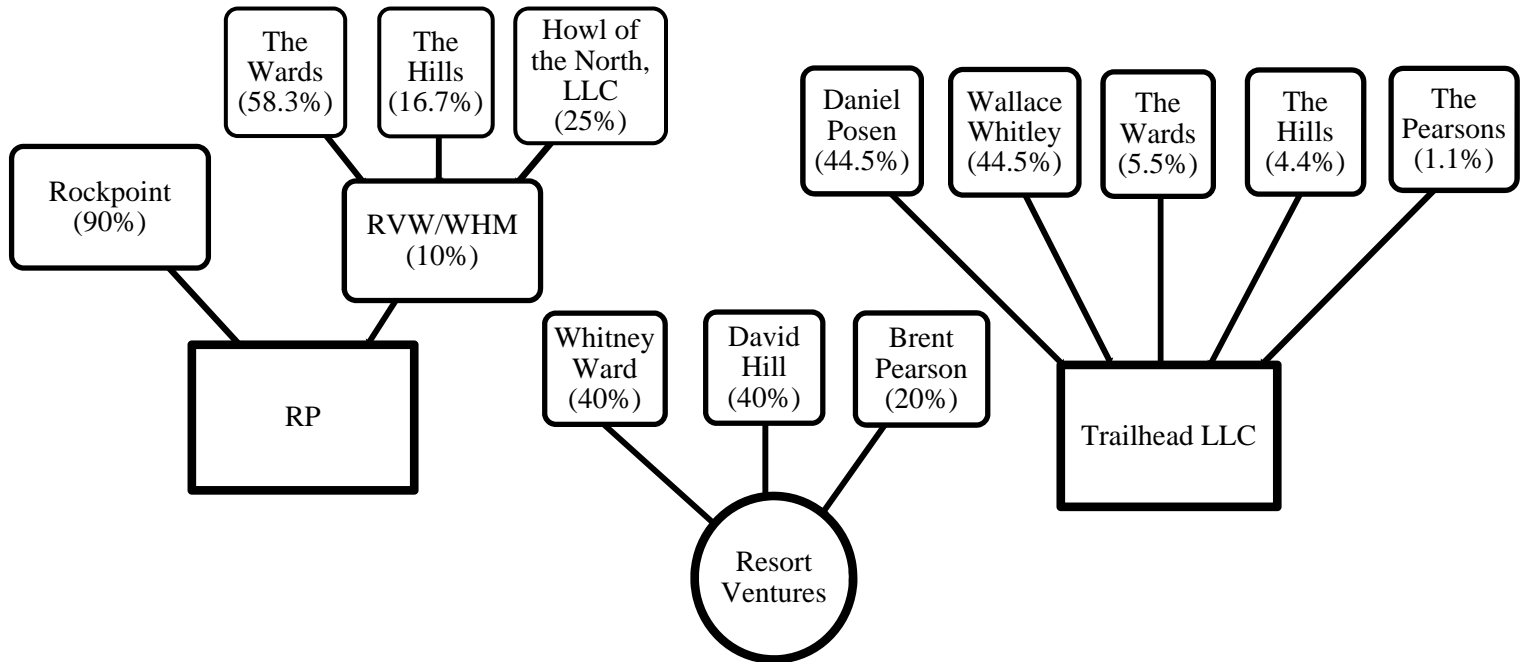 The
Wards
(58.3%)
The
Hills
(16.7%)
Howl of
the North,
LLC
(25%)
Rockpoint
(90%)
RVW/WHM
(10%)
RP
Whitney
Ward
(40%)
David
Hill
(40%)
Brent
Pearson
(20%)
Resort
Ventures
Daniel
Posen
(44.5%)
Wallace
Whitley
(44.5%)
The
Wards
(5.5%)
The
Hills
(4.4%)
The
Pearsons
(1.1%)
Trailhead LLC